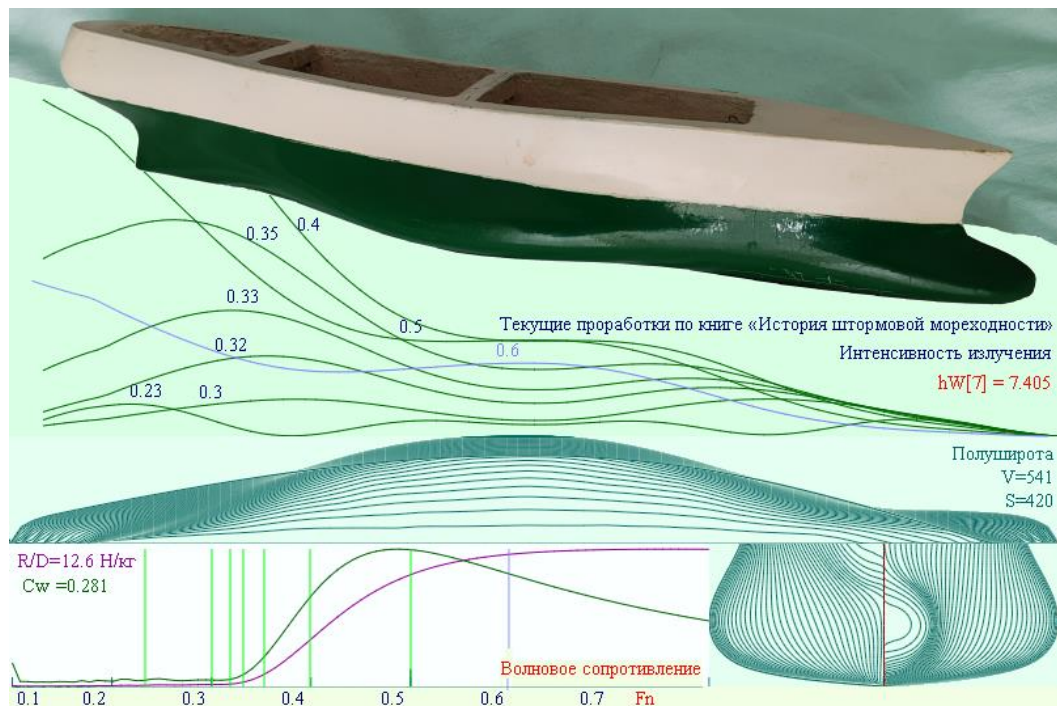 0.4
0.35
0.33
0.5
Текущие проработки по книге «История штормовой мореходности»
0.32
0.6
Интенсивность излучения
0.23
0.3
hW[7] = 7.405
Полуширота
V=541
S=420
R/D=12.6 Н/кг
Cw =0.281
Волновое сопротивление
0.1 0.2 0.3 0.4 0.5 0.6 Fn 0.7